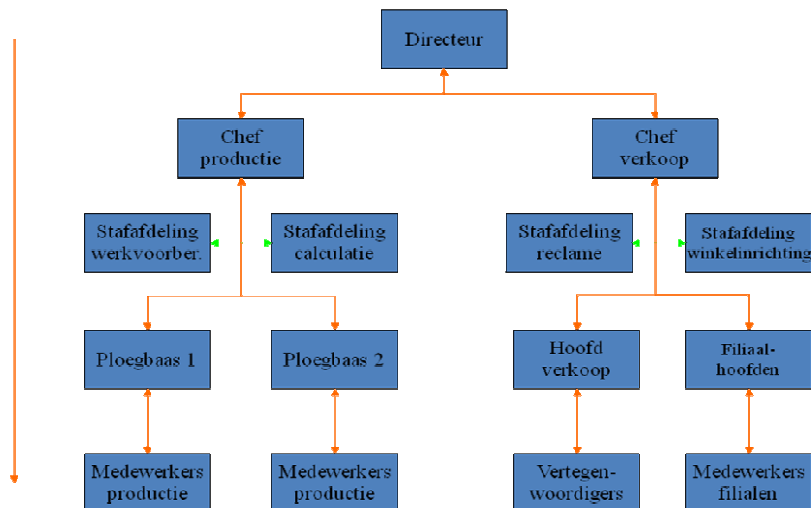 Directeur
Chef
productie
Chef
verkoop
Stafafdeling
werkvoorber.
Stafafdeling
calculatie
Stafafdeling
reclame
Stafafdeling
winkelinrichting
Ploegbaas 1
Ploegbaas 2
Hoofd
verkoop
Filiaal-
hoofden
Medewerkers
productie
Medewerkers
productie
Vertegen-
woordigers
Medewerkers
filialen